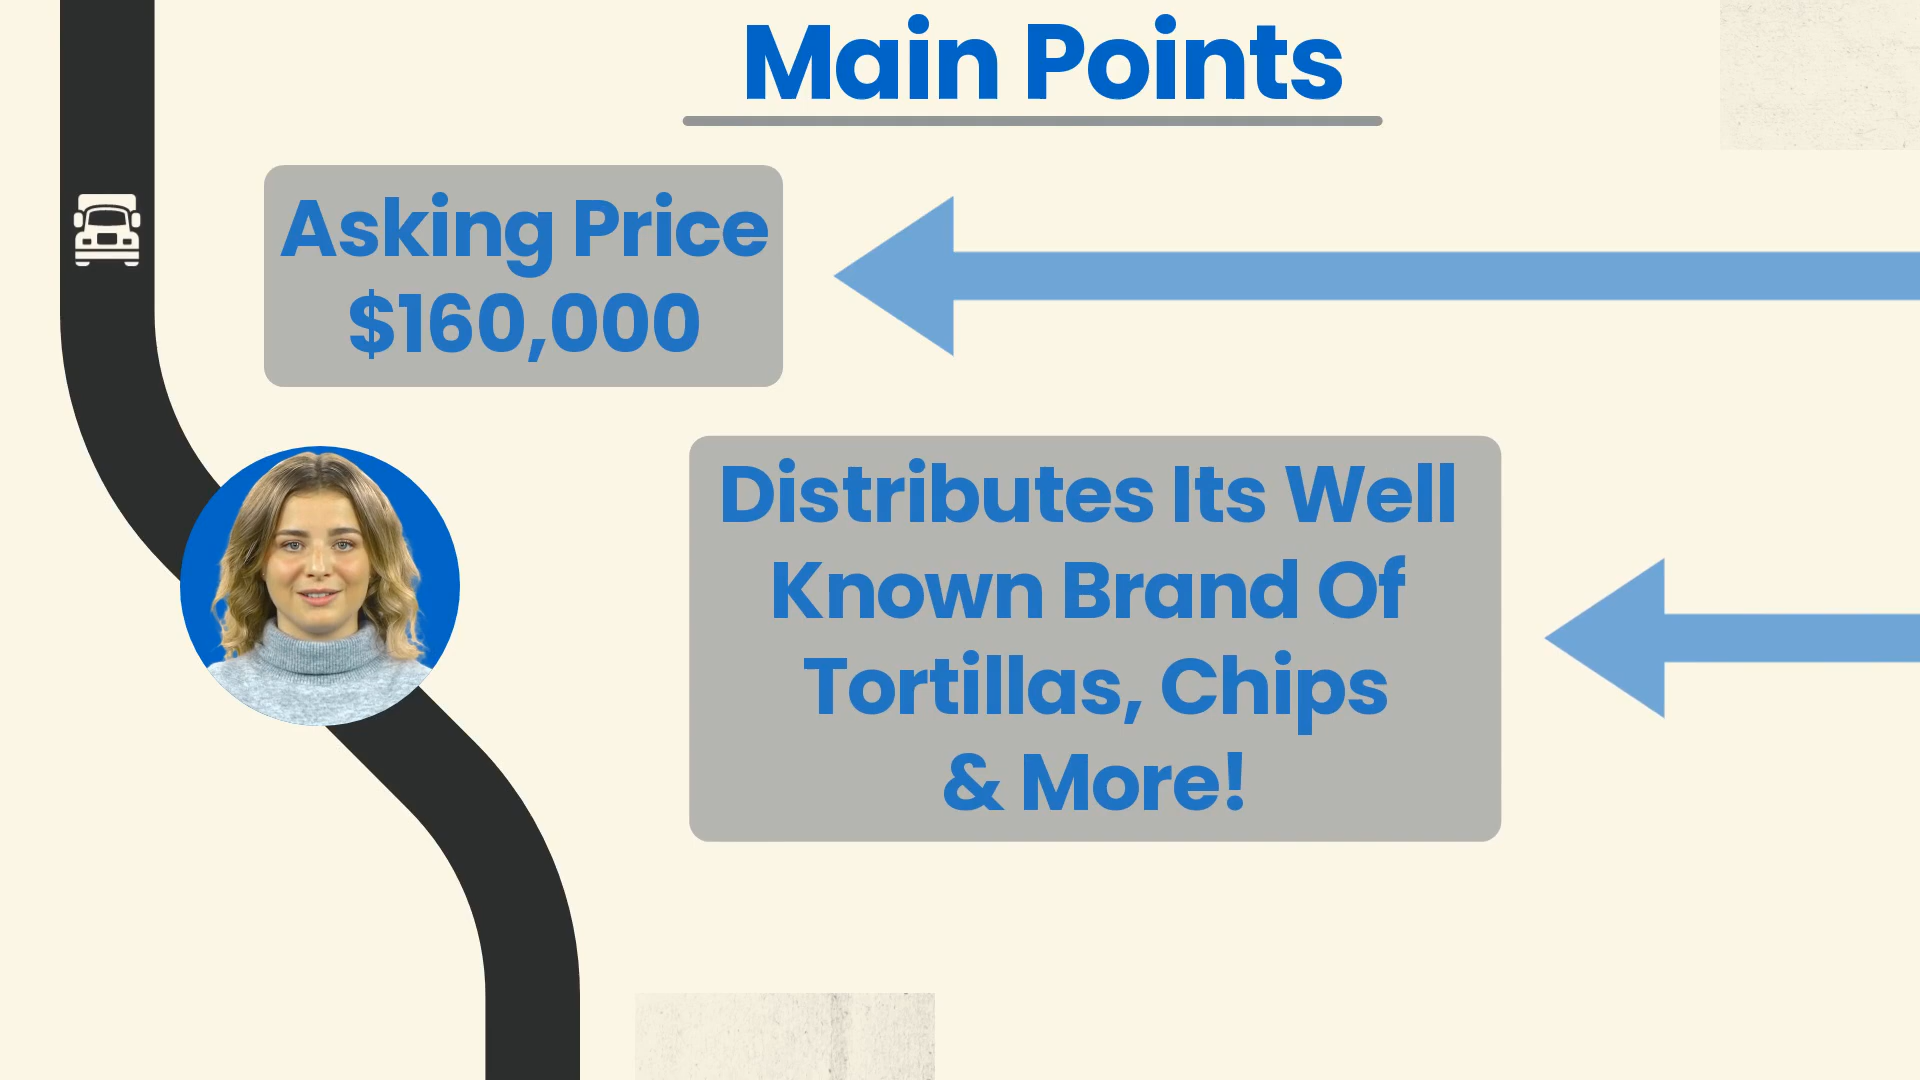 Main Points
Asking Price
$160,000
Distributes Its Well
Known Brand Of
Tortillas, Chips
& More!